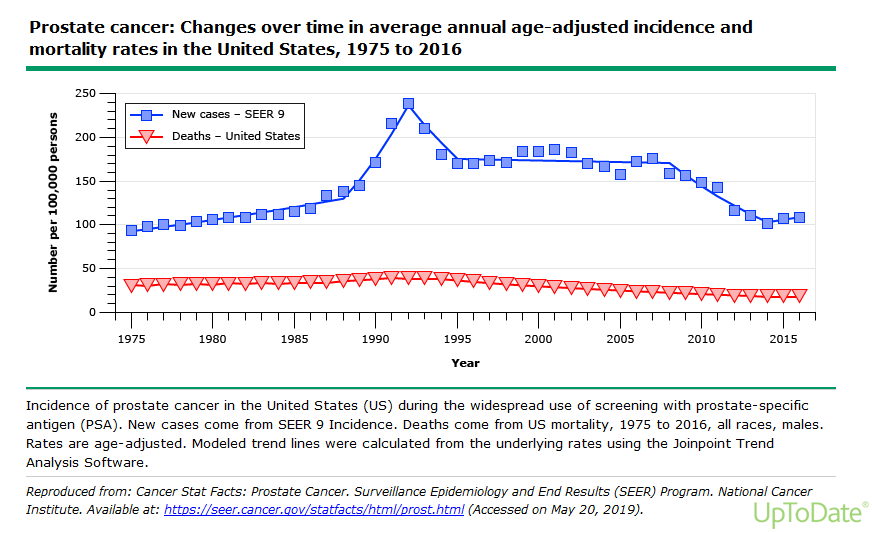 Prostate cancer: Changes over time in average annual age-adjusted incidence and
mortality rates in the United States, 1975 to 2016
250
200
150
100
50
0
Number per 100,000 persons
New cases – SEER 9
Deaths – United States
1975 1980 1985 1990 1995 2000 2005 2010 2015
Year
Incidence of prostate cancer in the United States (US) during the widespread use of screening with prostate-specific
antigen (PSA). New cases come from SEER 9 Incidence. Deaths come from US mortality, 1975 to 2016, all races, males.
Rates are age-adjusted. Modeled trend lines were calculated from the underlying rates using the Joinpoint Trend
Analysis Software.
Reproduced from: Cancer Stat Facts: Prostate Cancer. Surveillance Epidemiology and End Results (SEER) Program. National Cancer
Institute. Available at: https://seer.cancer.gov/statfacts/html/prost.html (Accessed on May 20, 2019).
UpToDate®